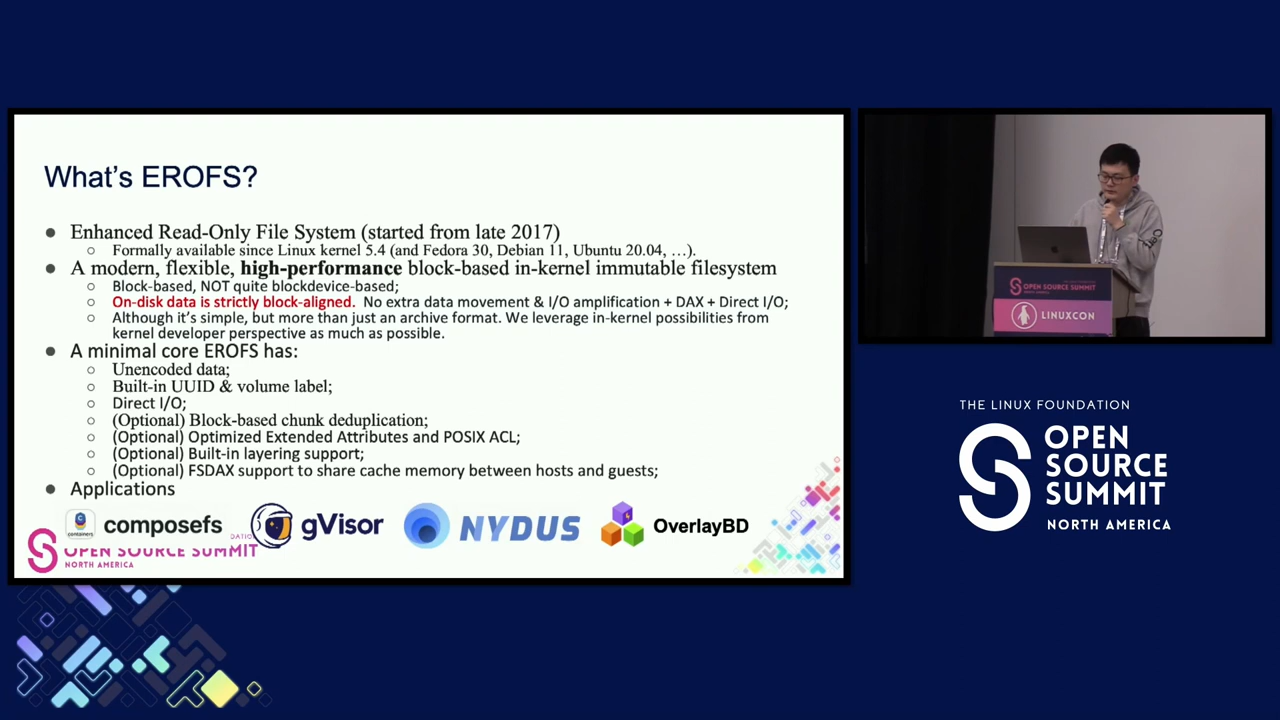 What's EROFS?
Enhanced Read-Only File System (started from late 2017)
Formally available since Linux kernel 5.4 (and Fedora 30, Debian 11, Ubuntu 20.04, …).
A modern, flexible, high-performance block-based in-kernel immutable filesystem
Block-based, NOT quite blockdevice-based;
On-disk data is strictly block-aligned. No extra data movement & I/O amplification + DAX + Direct I/O;
Although it's simple, but more than just an archive format. We leverage in-kernel possibilities from
kernel developer perspective as much as possible.
A minimal core EROFS has:
Unencoded data;
Built-in UUID & volume label;
Direct I/O;
(Optional) Block-based chunk deduplication;
(Optional) Optimized Extended Attributes and POSIX ACL;
(Optional) Built-in layering support;
(Optional) FSDAX support to share cache memory between hosts and guests;
Applications
containers
composefs
gVisor
NYDUS
OverlayBD
OPEN SOURCE SUMMIT
NORTH AMERICA
OPEN SOURCE SUMMIT
LINUXCON
THE LINUX FOUNDATION
OPEN
SOURCE
SUMMIT
NORTH AMERICA